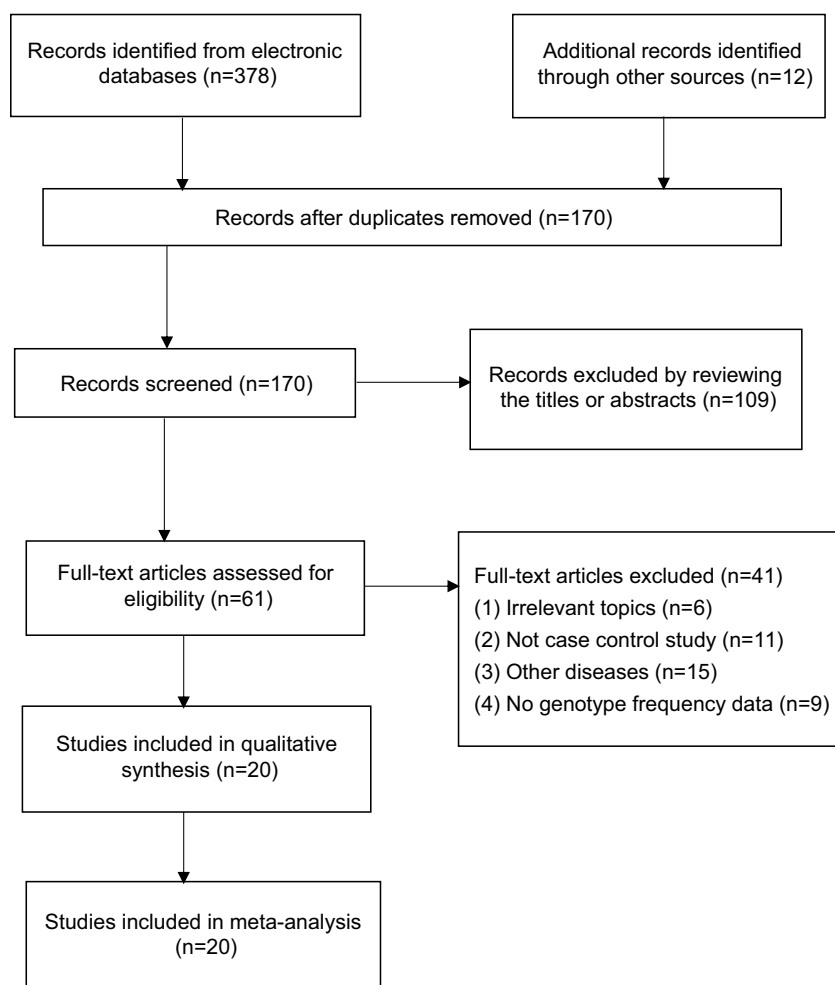 Records identified from electronic
databases (n=378)
Additional records identified
through other sources (n=12)
Records after duplicates removed (n=170)
Records screened (n=170)
Records excluded by reviewing
the titles or abstracts (n=109)
Full-text articles assessed for
eligibility (n=61)
Full-text articles excluded (n=41)
(1) Irrelevant topics (n=6)
(2) Not case control study (n=11)
(3) Other diseases (n=15)
(4) No genotype frequency data (n=9)
Studies included in qualitative
synthesis (n=20)
Studies included in meta-analysis
(n=20)